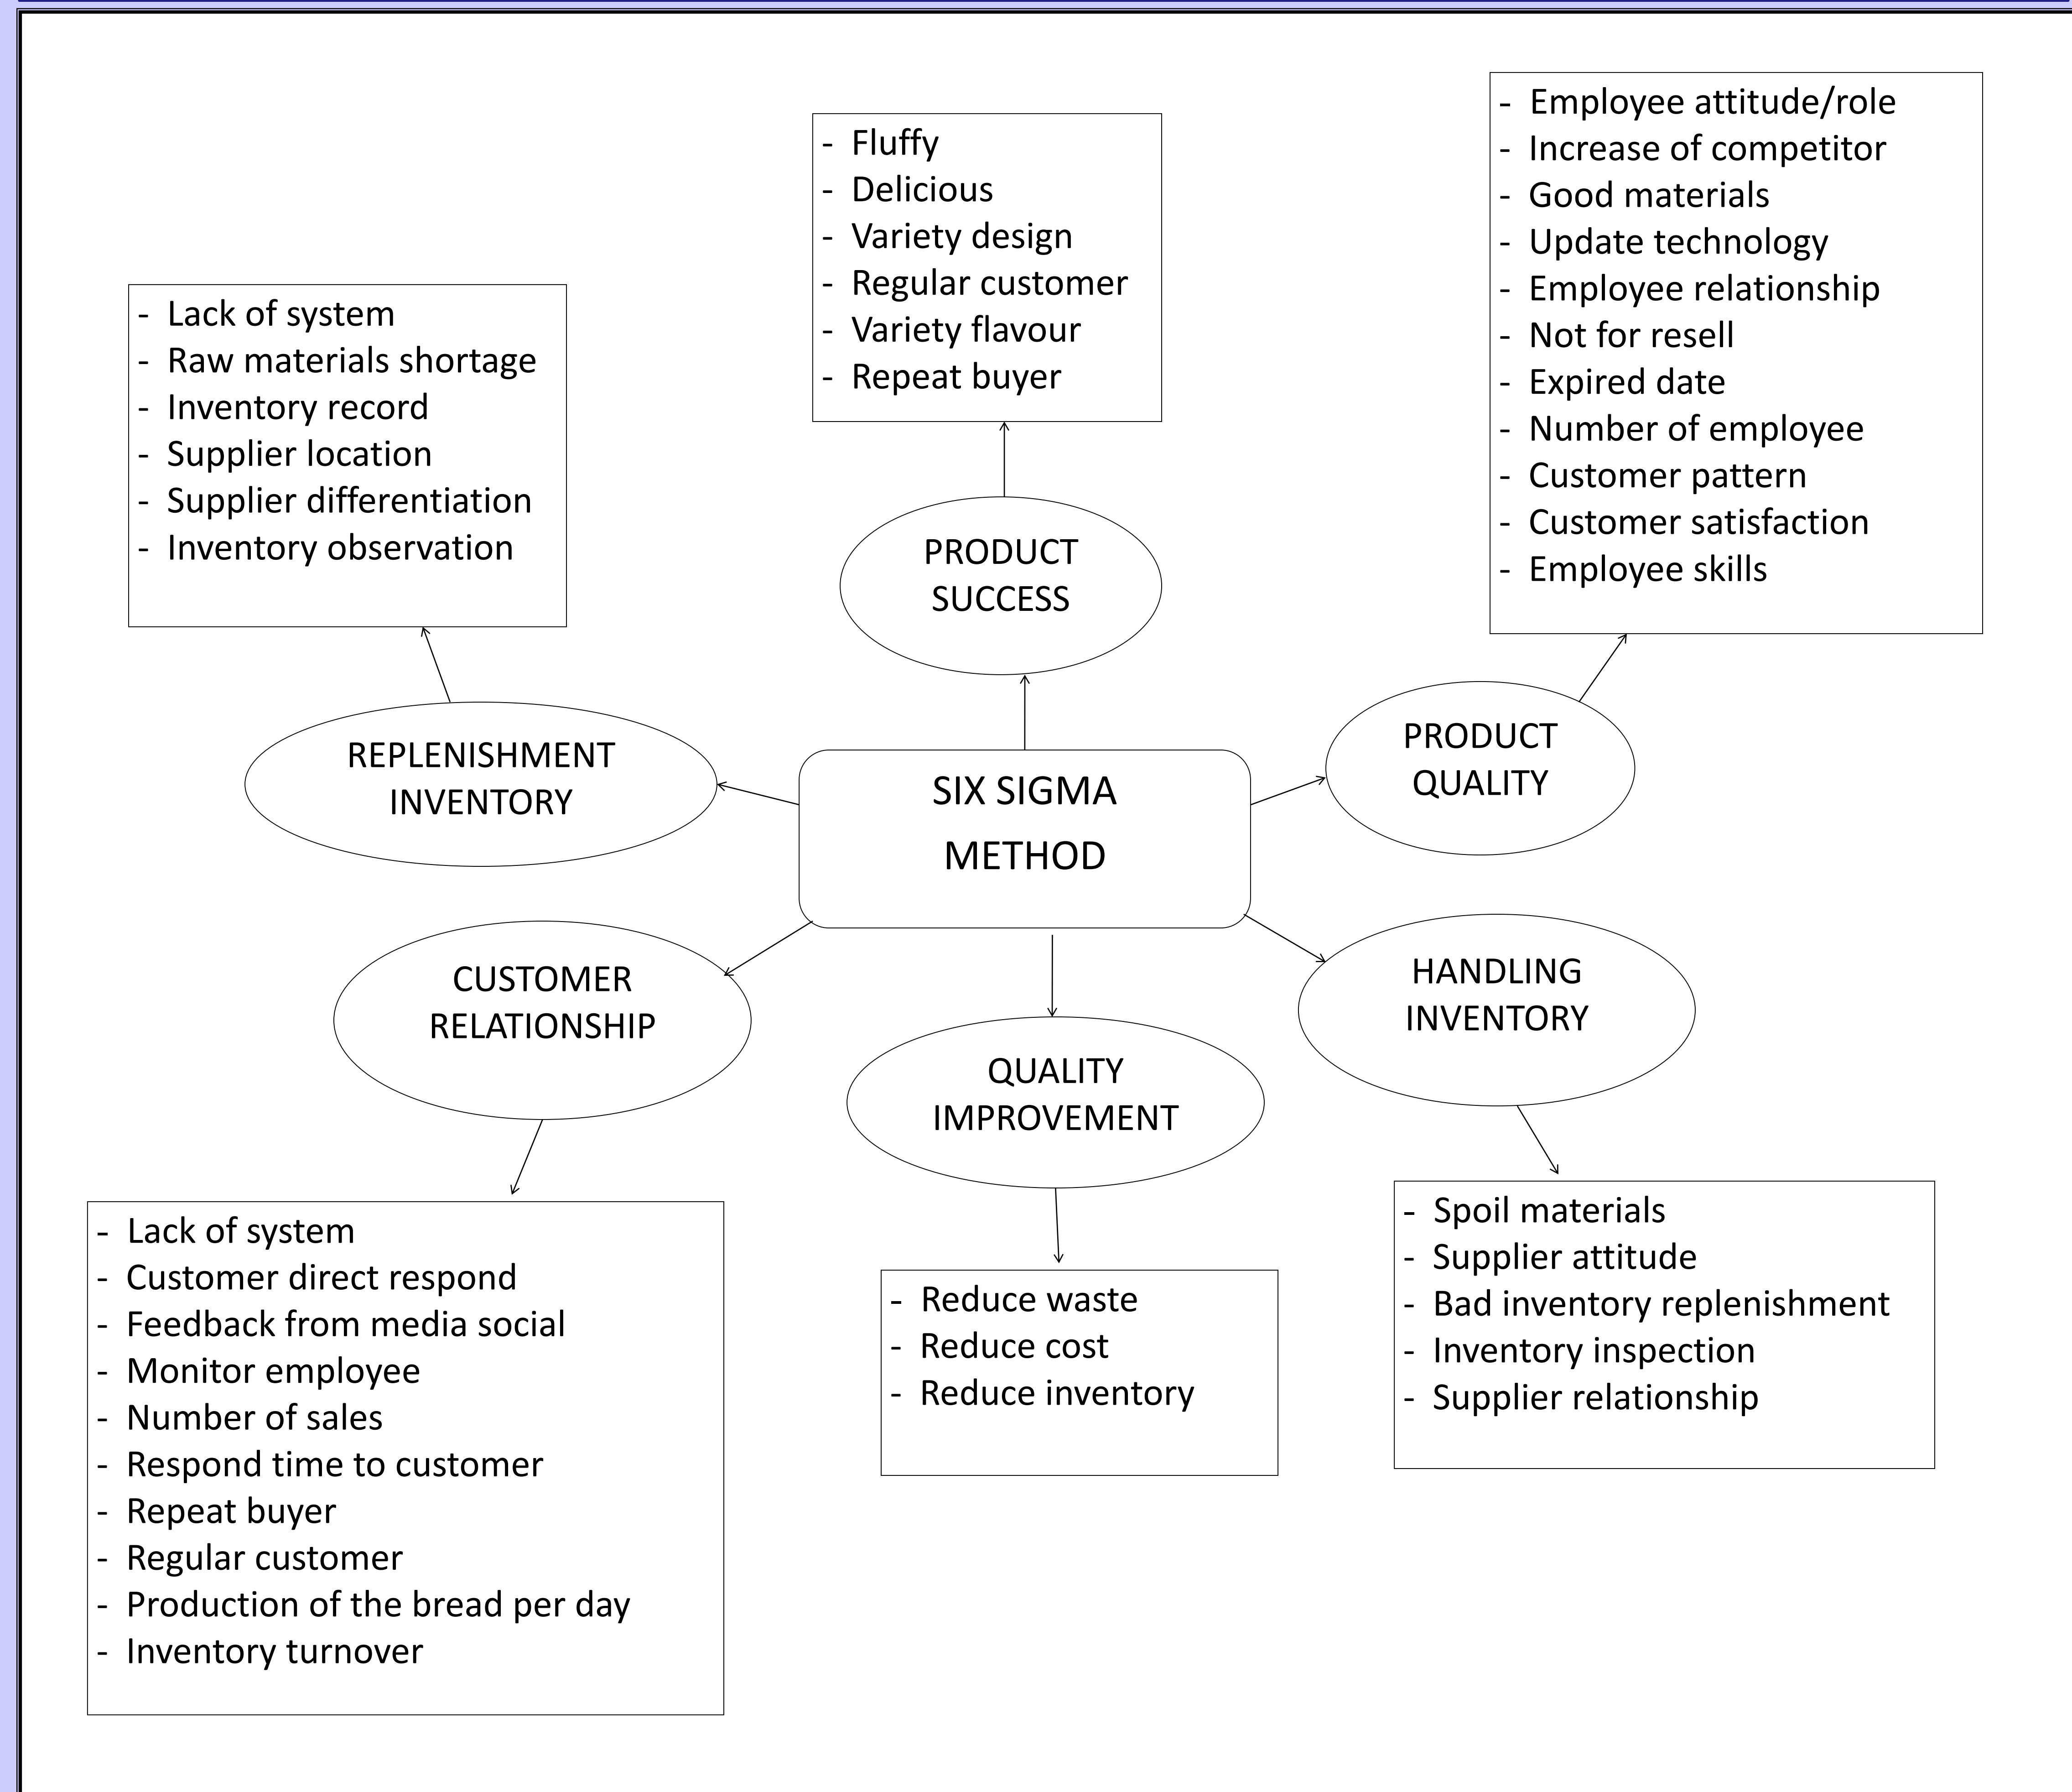 - Employee attitude/role
- Increase of competitor
- Good materials
- Update technology
- Employee relationship
- Not for resell
- Expired date
- Number of employee
- Customer pattern
- Customer satisfaction
- Employee skills
- Fluffy
- Delicious
- Variety design
- Regular customer
- Variety flavour
- Repeat buyer
- Lack of system
- Raw materials shortage
- Inventory record
- Supplier location
- Supplier differentiation
- Inventory observation
PRODUCT
SUCCESS
REPLENISHMENT
INVENTORY
PRODUCT
QUALITY
SIX SIGMA
METHOD
CUSTOMER
RELATIONSHIP
QUALITY
IMPROVEMENT
HANDLING
INVENTORY
- Lack of system
- Customer direct respond
- Feedback from media social
- Monitor employee
- Number of sales
- Respond time to customer
- Repeat buyer
- Regular customer
- Production of the bread per day
- Inventory turnover
- Reduce waste
- Reduce cost
- Reduce inventory
- Spoil materials
- Supplier attitude
- Bad inventory replenishment
- Inventory inspection
- Supplier relationship